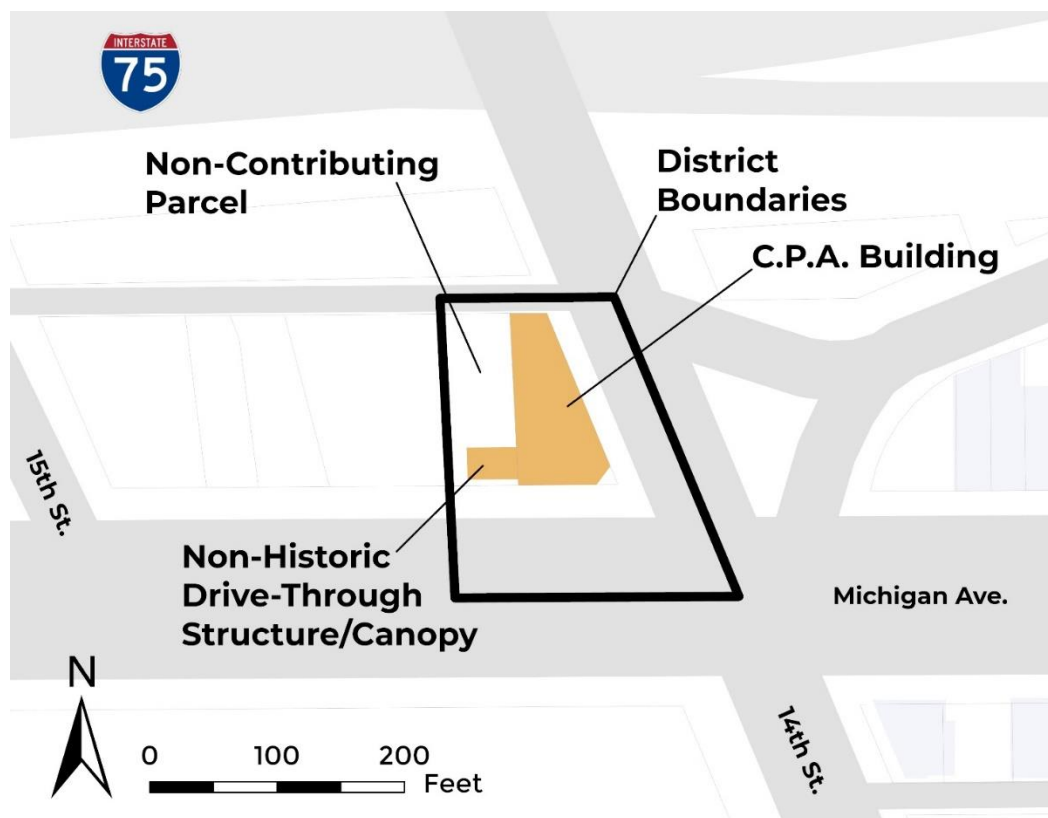 INTERSTATE
75
Non-Contributing
Parcel
District
Boundaries
C.P.A. Building
15th St.
Non-Historic
Drive-Through
Structure/Canopy
Michigan Ave.
14th St.
N
0 100 200
Feet